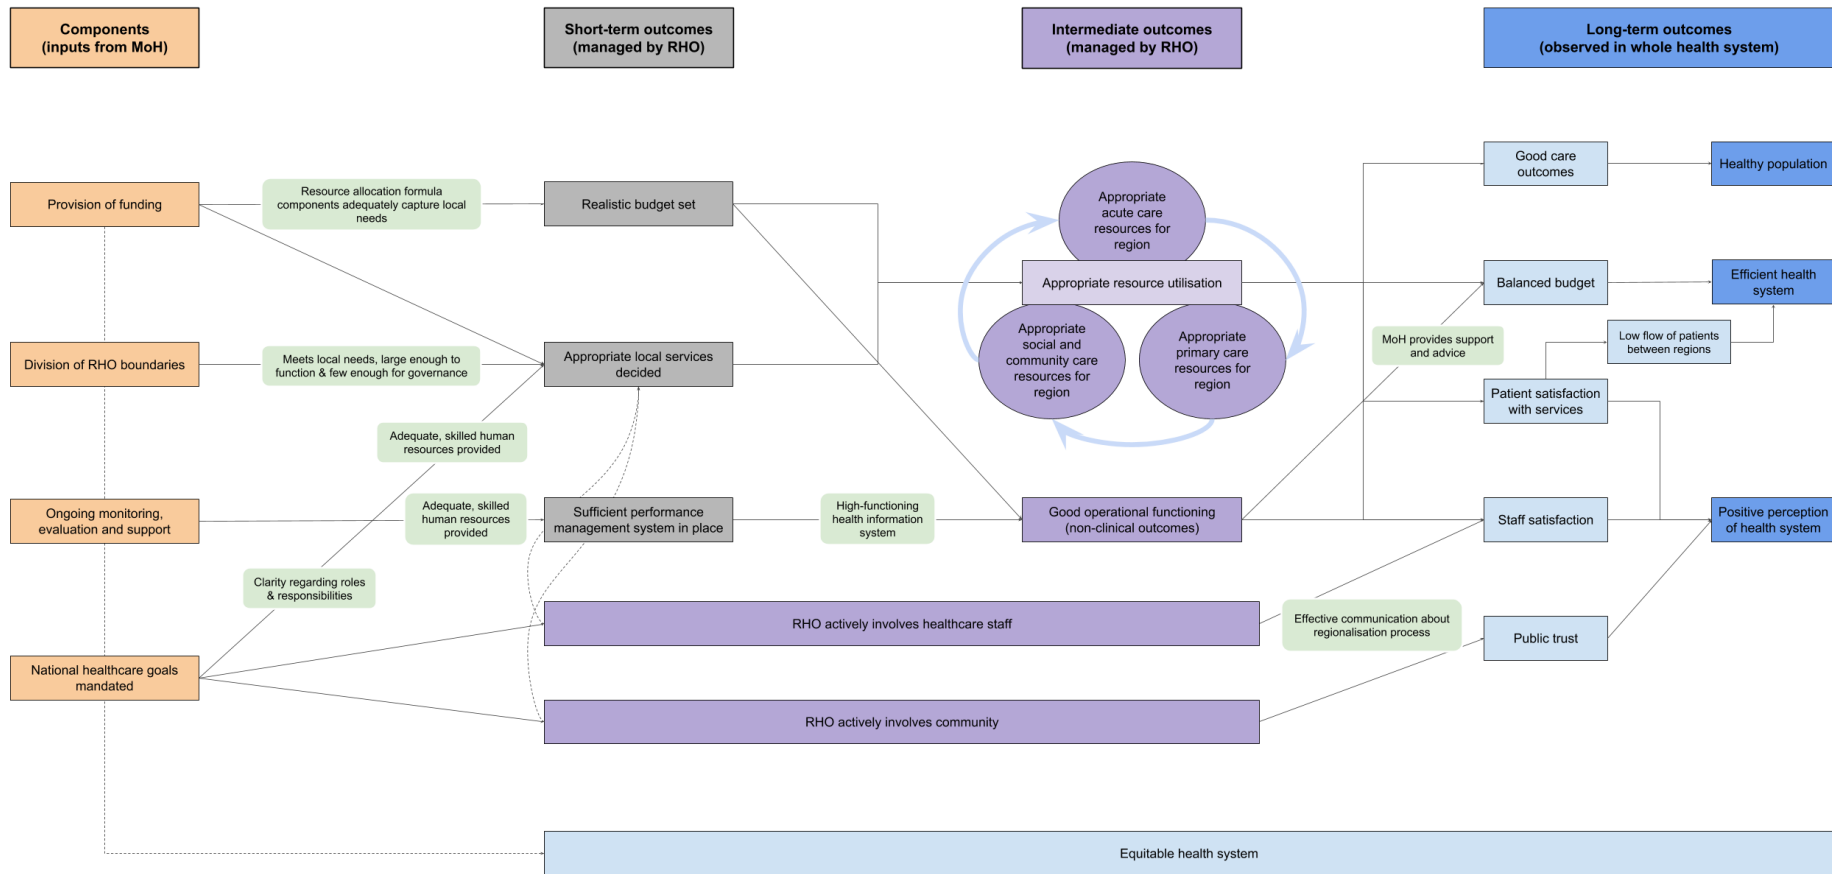 Components
(inputs from MoH)
Short-term outcomes
(managed by RHO)
Intermediate outcomes
(managed by RHO)
Long-term outcomes
(observed in whole health system)
Provision of funding
Resource allocation formula
components adequately capture local
needs
Realistic budget set
Appropriate
acute care
resources for
region
Good care
outcomes
Healthy population
Appropriate resource utilisation
Balanced budget
Efficient health
system
Division of RHO boundaries
Meets local needs, large enough to
function & few enough for governance
Appropriate local services
decided
Appropriate
social and
community care
resources for
region
Appropriate
primary care
resources for
region
MoH provides support
and advice
Low flow of patients
between regions
Patient satisfaction
with services
Adequate, skilled human
resources provided
Ongoing monitoring,
evaluation and support
Adequate, skilled
human resources
provided
Sufficient performance
management system in place
High-functioning
health information
system
Good operational functioning
(non-clinical outcomes)
Staff satisfaction
Positive perception
of health system
Clarity regarding roles
& responsibilities
RHO actively involves healthcare staff
Effective communication about
regionalisation process
Public trust
National healthcare goals
mandated
RHO actively involves community
Equitable health system